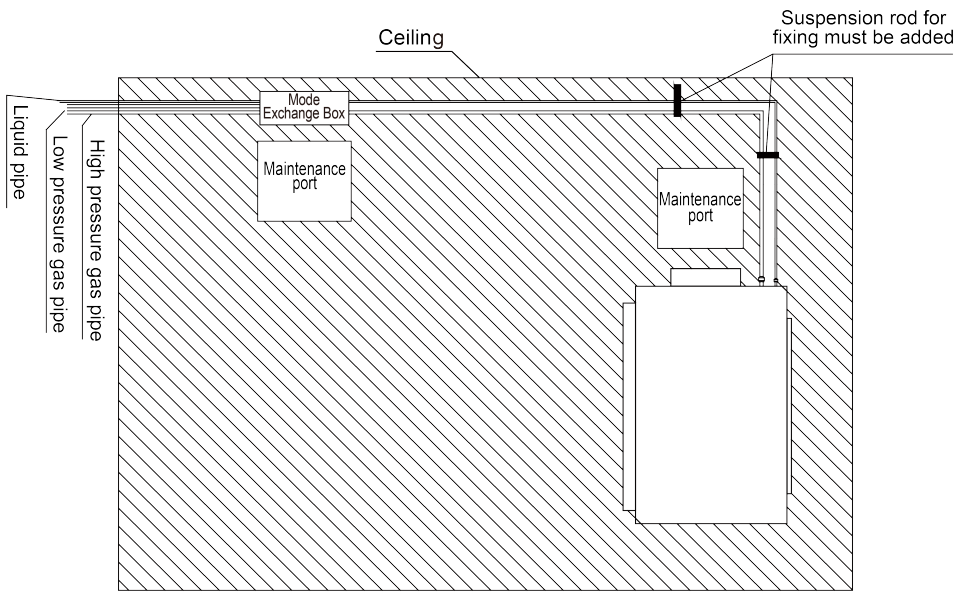 Suspension rod for
fixing must be added
Ceiling
Mode
Exchange Box
Maintenance
port
Maintenance
port
Liquid pipe
Low pressure gas pipe
High pressure gas pipe